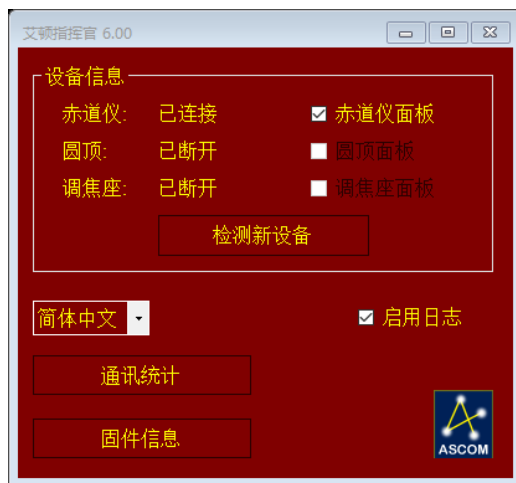 艾顿指挥官 6.00
设备信息
赤道仪: 已连接 赤道仪面板
圆顶: 已断开 圆顶面板
调焦座: 已断开 调焦座面板
检测新设备
简体中文 启用日志
通讯统计
固件信息
ASCOM